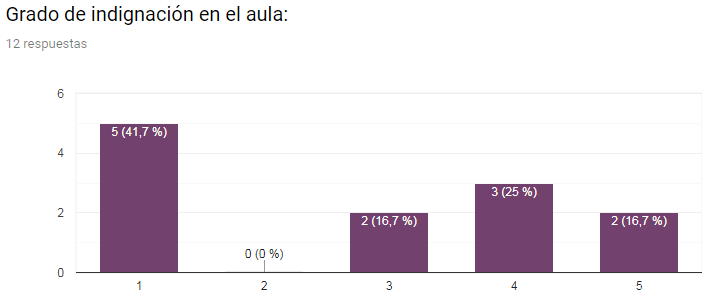 Grado de indignación en el aula:
12 respuestas
6
4
2
0
5 (41,7 %)
0 (0 %)
2 (16,7 %)
3 (25 %)
2 (16,7 %)
1 2 3 4 5